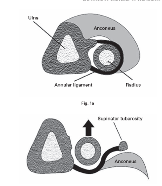 Ulna
Anconeus
Annular ligament
Radius
Fig. 1a
Supinator tuberosity
Anconeus